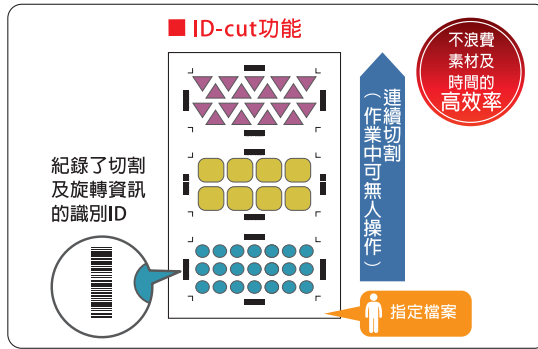 ■ ID-cut功能
不浪費
素材及
時間的
高效率
連續切割
（作業中可無人操作）
紀錄了切割
及旋轉資訊
的識別ID
指定檔案